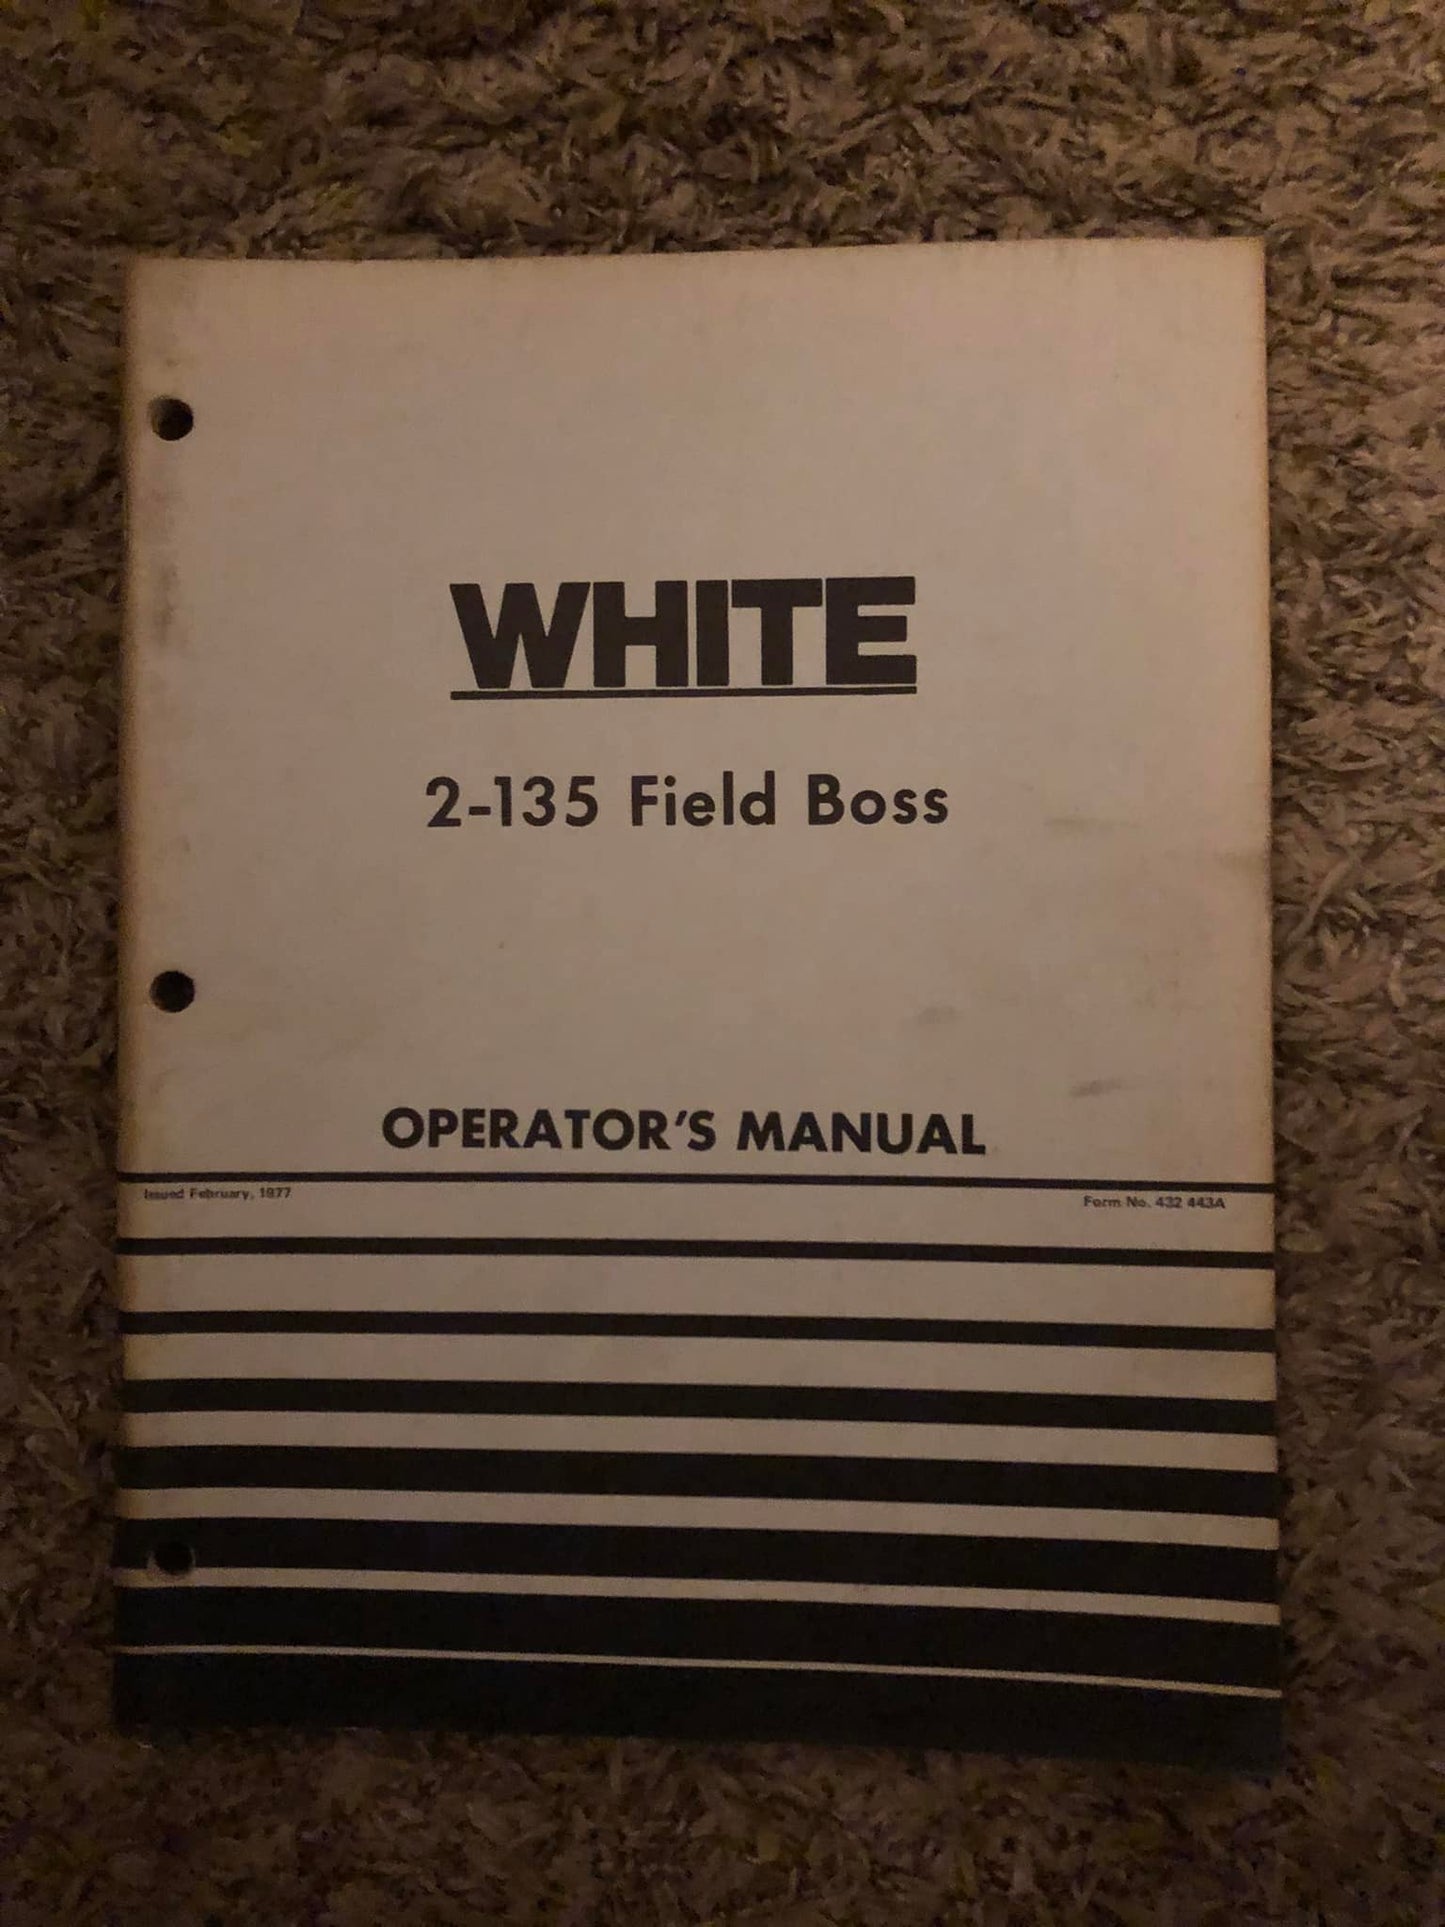 WHITE
2-135 Field Boss
OPERATOR'S MANUAL
Issued February, 1977
Form No. 432 443A